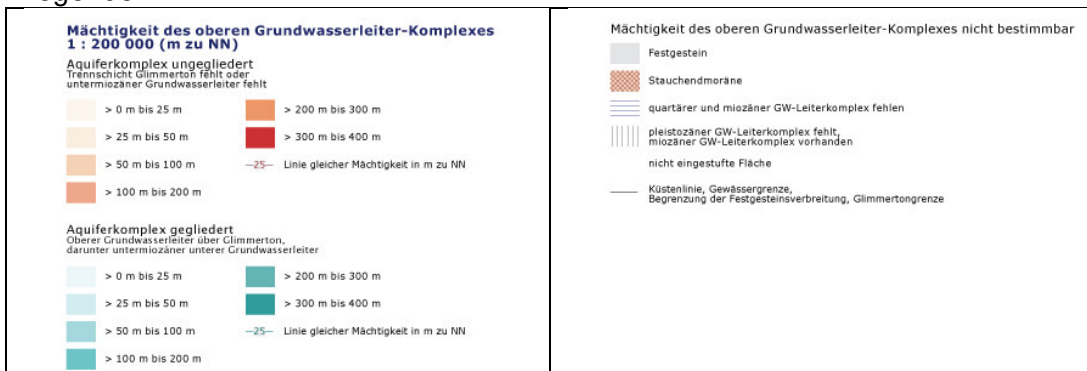 Mächtigkeit des oberen Grundwasserleiter-Komplexes
1 : 200 000 (m zu NN)
Aquiferkomplex ungegliedert
Trennschicht Glimmerton fehlt oder
untermiozäner Grundwasserleiter fehlt
> 0 m bis 25 m
> 25 m bis 50 m
> 50 m bis 100 m
> 100 m bis 200 m
> 200 m bis 300 m
> 300 m bis 400 m
—25— Linie gleicher Mächtigkeit in m zu NN
Aquiferkomplex gegliedert
Oberer Grundwasserleiter über Glimmerton,
darunter untermiozäner unterer Grundwasserleiter
> 0 m bis 25 m
> 25 m bis 50 m
> 50 m bis 100 m
> 100 m bis 200 m
> 200 m bis 300 m
> 300 m bis 400 m
—25— Linie gleicher Mächtigkeit in m zu NN
Mächtigkeit des oberen Grundwasserleiter-Komplexes nicht bestimmbar
Festgestein
Stauchendmoräne
quartärer und miozäner GW-Leiterkomplex fehlen
pleistozäner GW-Leiterkomplex fehlt,
miozäner GW-Leiterkomplex vorhanden
nicht eingestufte Fläche
Küstenlinie, Gewässergrenze,
Begrenzung der Festgesteinsverbreitung, Glimmertongrenze